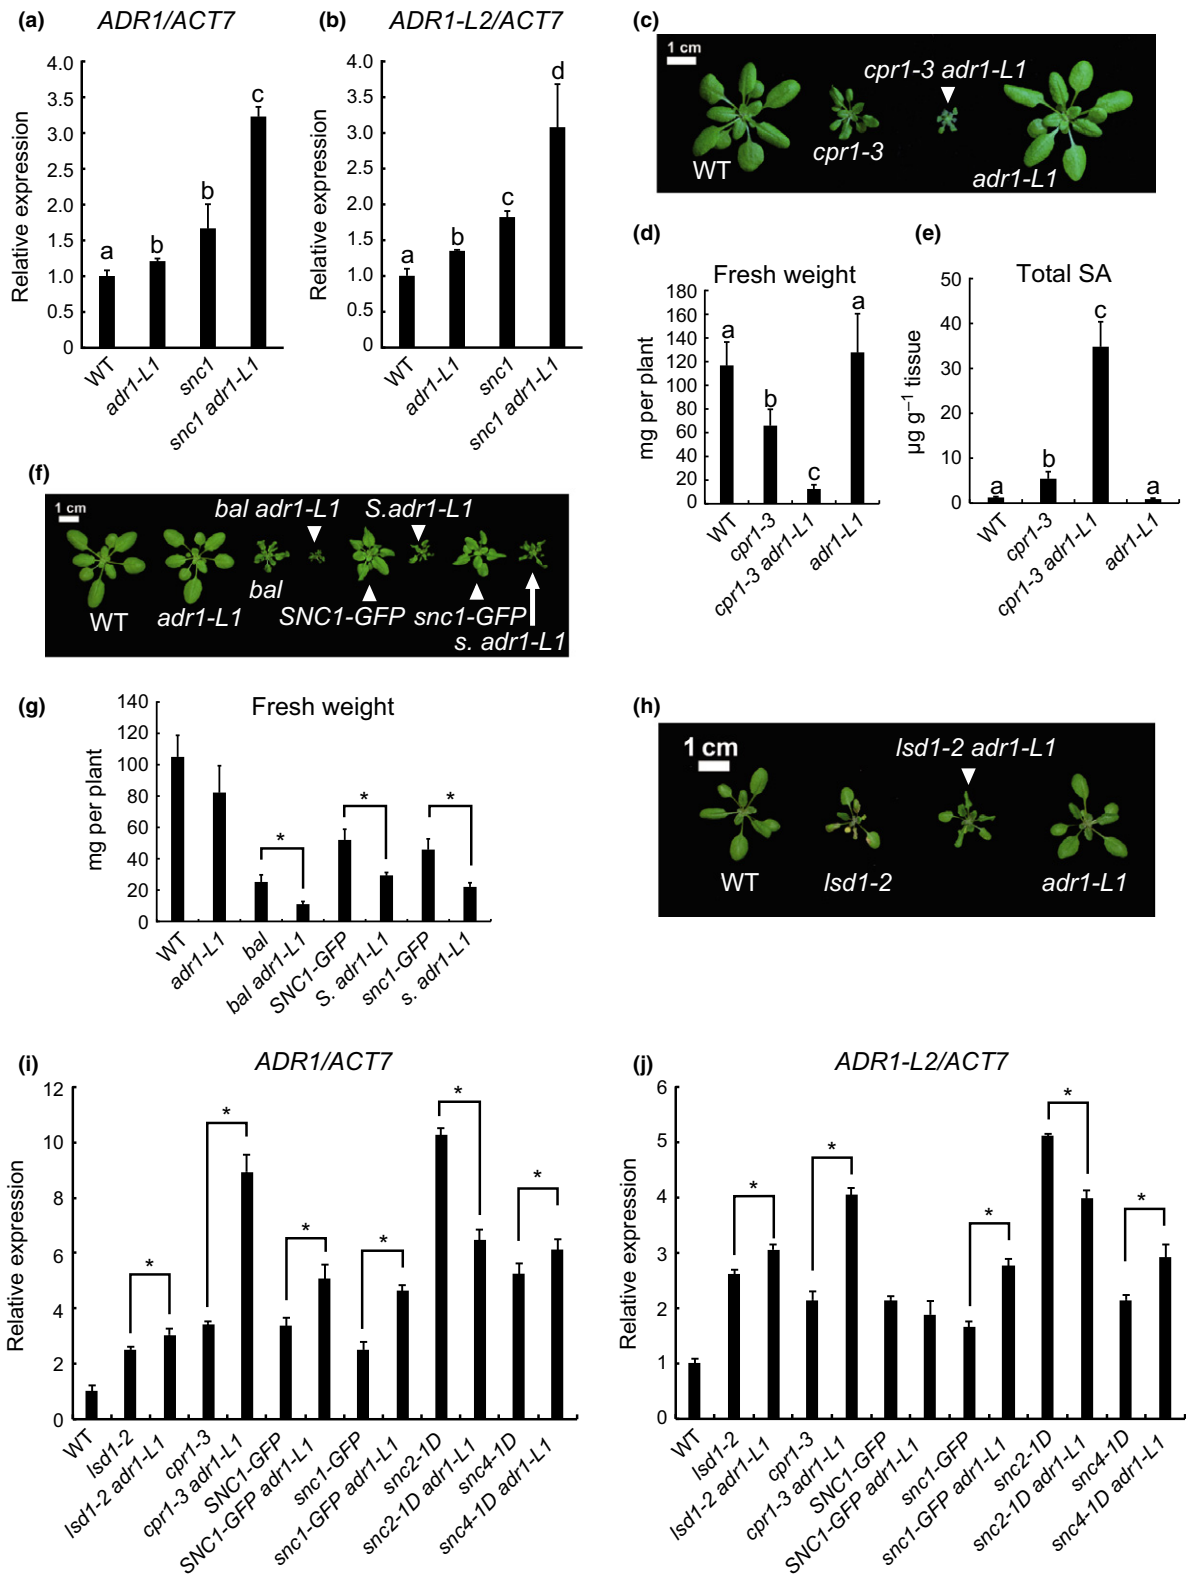 (a) ADR1/ACT7
Relative expression
4.0
3.5
3.0
2.5
2.0
1.5
1.0
0.5
0
a
b
b
c
WT
adr1-L1
snc1
snc1 adr1-L1
(b) ADR1-L2/ACT7
Relative expression
4.0
3.5
3.0
2.5
2.0
1.5
1.0
0.5
0
a
b
c
d
WT
adr1-L1
snc1
snc1 adr1-L1
(c)
1 cm
cpr1-3 adr1-L1
WT
cpr1-3
adr1-L1
(d)
Fresh weight
mg per plant
180
160
140
120
100
80
60
40
20
0
a
b
c
a
WT
cpr1-3
cpr1-3 adr1-L1
adr1-L1
(e)
Total SA
µg g–1 tissue
50
40
30
20
10
0
a
b
c
a
WT
cpr1-3
cpr1-3 adr1-L1
adr1-L1
(f)
1 cm
bal adr1-L1
S.adr1-L1
WT
adr1-L1
bal
SNC1-GFP
snc1-GFP
s. adr1-L1
(g)
Fresh weight
mg per plant
140
120
100
80
60
40
20
0
*
*
*
WT
adr1-L1
bal
bal adr1-L1
SNC1-GFP
S. adr1-L1
snc1-GFP
s. adr1-L1
(h)
1 cm
lsd1-2 adr1-L1
WT
lsd1-2
adr1-L1
(i) ADR1/ACT7
Relative expression
12
10
8
6
4
2
0
*
*
*
*
*
*
WT
lsd1-2
lsd1-2 adr1-L1
cpr1-3
cpr1-3 adr1-L1
SNC1-GFP
SNC1-GFP adr1-L1
snc1-GFP
snc1-GFP adr1-L1
snc2-1D
snc2-1D adr1-L1
snc4-1D
snc4-1D adr1-L1
(j) ADR1-L2/ACT7
Relative expression
6
5
4
3
2
1
0
*
*
*
*
*
WT
lsd1-2
lsd1-2 adr1-L1
cpr1-3
cpr1-3 adr1-L1
SNC1-GFP
SNC1-GFP adr1-L1
snc1-GFP
snc1-GFP adr1-L1
snc2-1D
snc2-1D adr1-L1
snc4-1D
snc4-1D adr1-L1